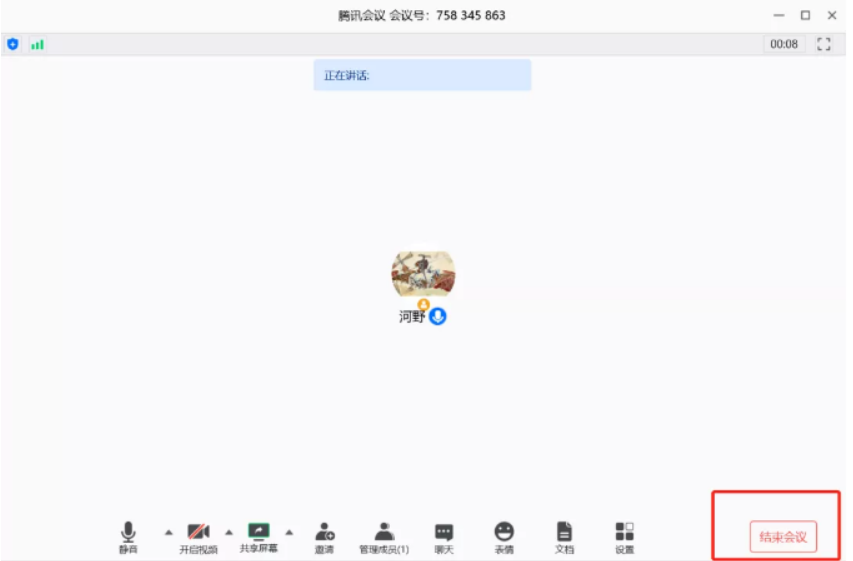 腾讯会议 会议号：758 345 863
00:08
正在讲话:
河野
静音
开启视频
共享屏幕
邀请
管理成员(1)
聊天
表情
文档
设置
结束会议